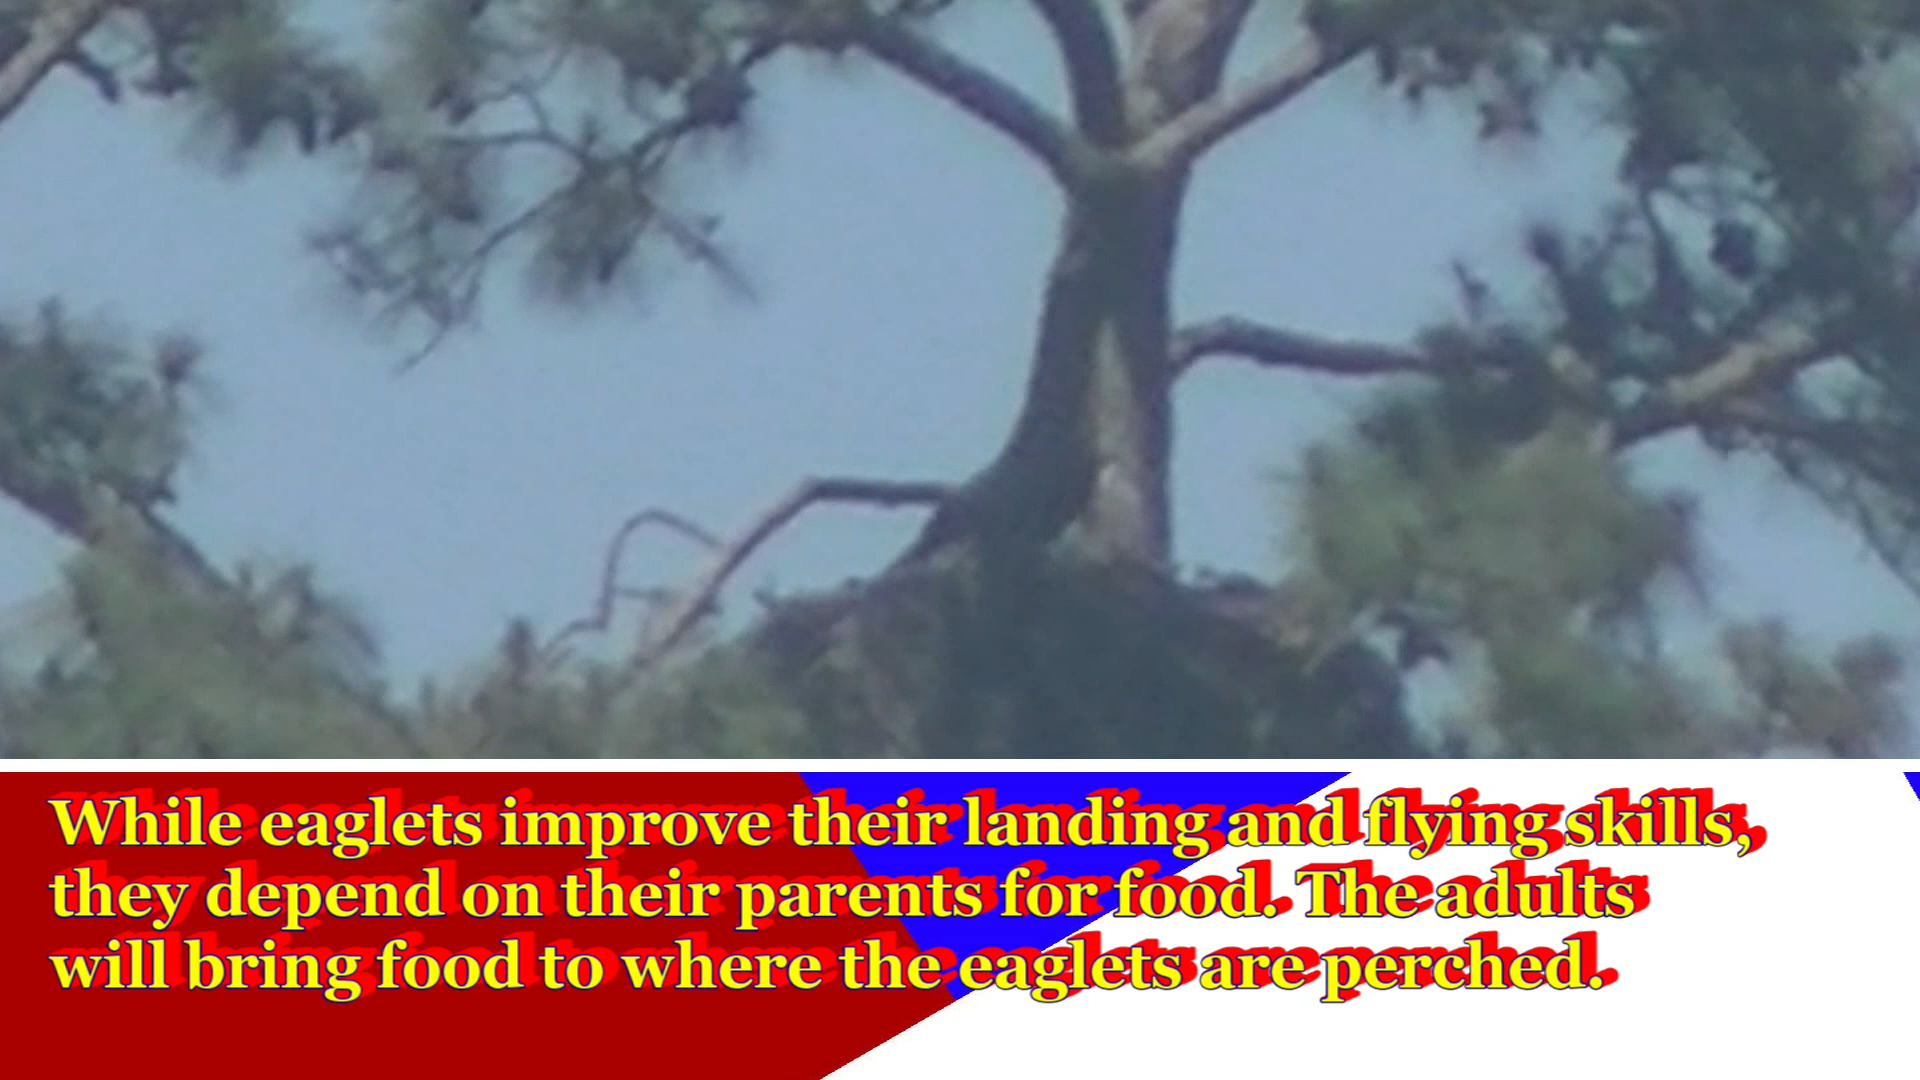 While eaglets improve their landing and flying skills,
they depend on their parents for food. The adults
will bring food to where the eaglets are perched.